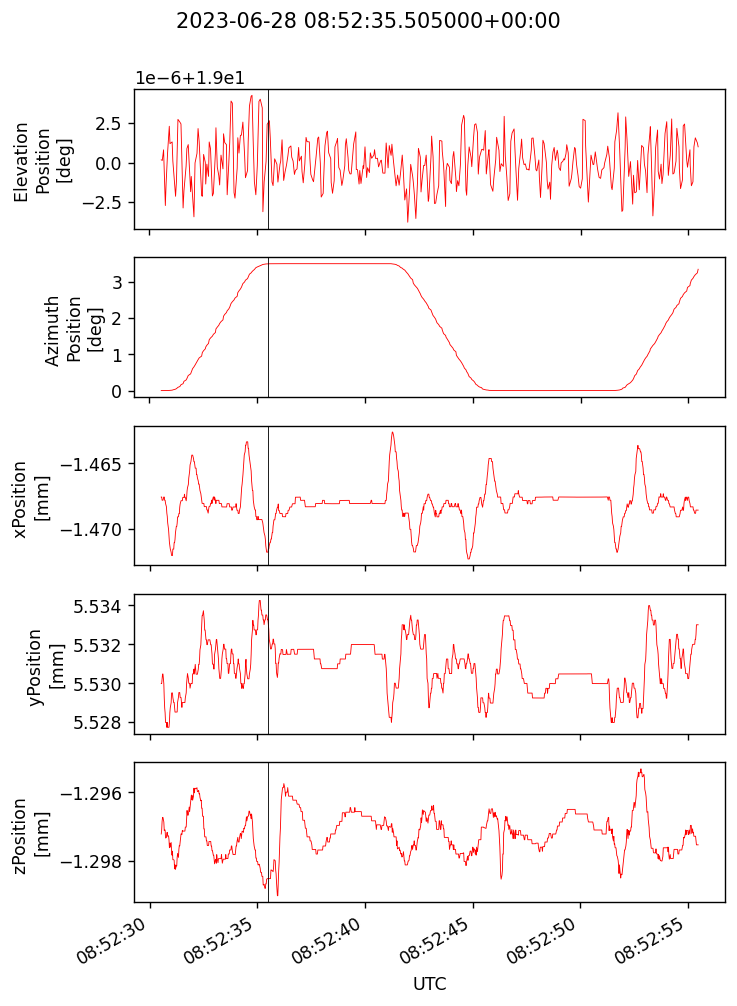 2023-06-28 08:52:35.505000+00:00
1e−6+1.9e1
Elevation
Position
[deg]
2.5
0.0
−2.5
Azimuth
Position
[deg]
3
2
1
0
xPosition
[mm]
−1.465
−1.470
yPosition
[mm]
5.534
5.532
5.530
5.528
zPosition
[mm]
−1.296
−1.298
08:52:30
08:52:35
08:52:40
08:52:45
08:52:50
08:52:55
UTC